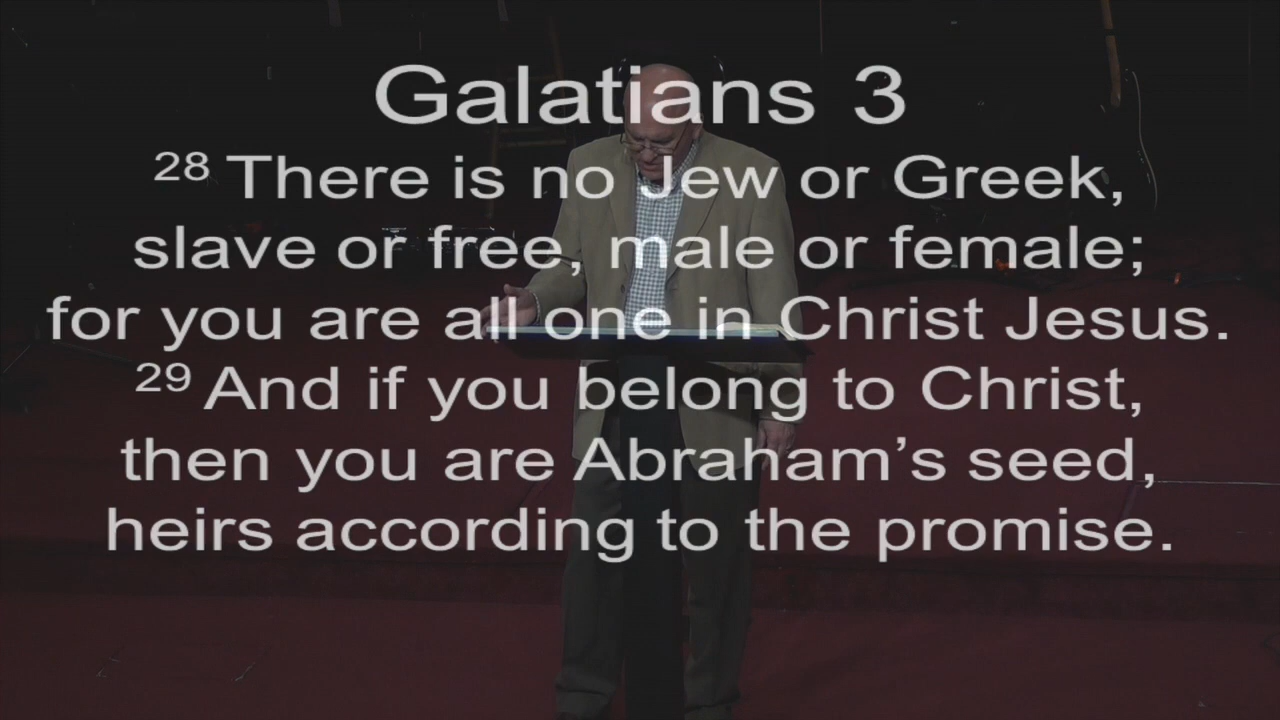 Galatians 3
28 There is no Jew or Greek,
slave or free, male or female;
for you are all one in Christ Jesus.
29 And if you belong to Christ,
then you are Abraham’s seed,
heirs according to the promise.